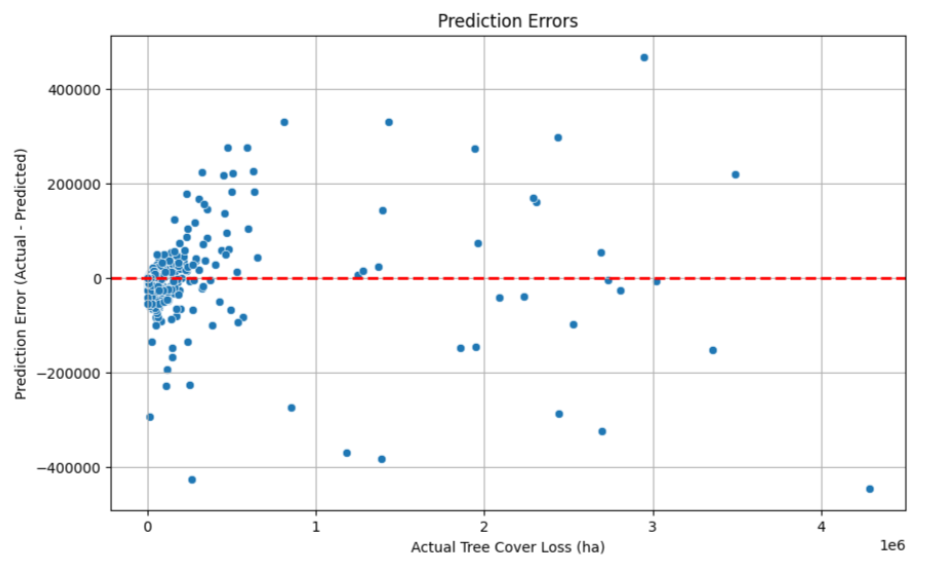 Prediction Errors
Prediction Error (Actual - Predicted)
400000
200000
0
−200000
−400000
0 1 2 3 4
1e6
Actual Tree Cover Loss (ha)